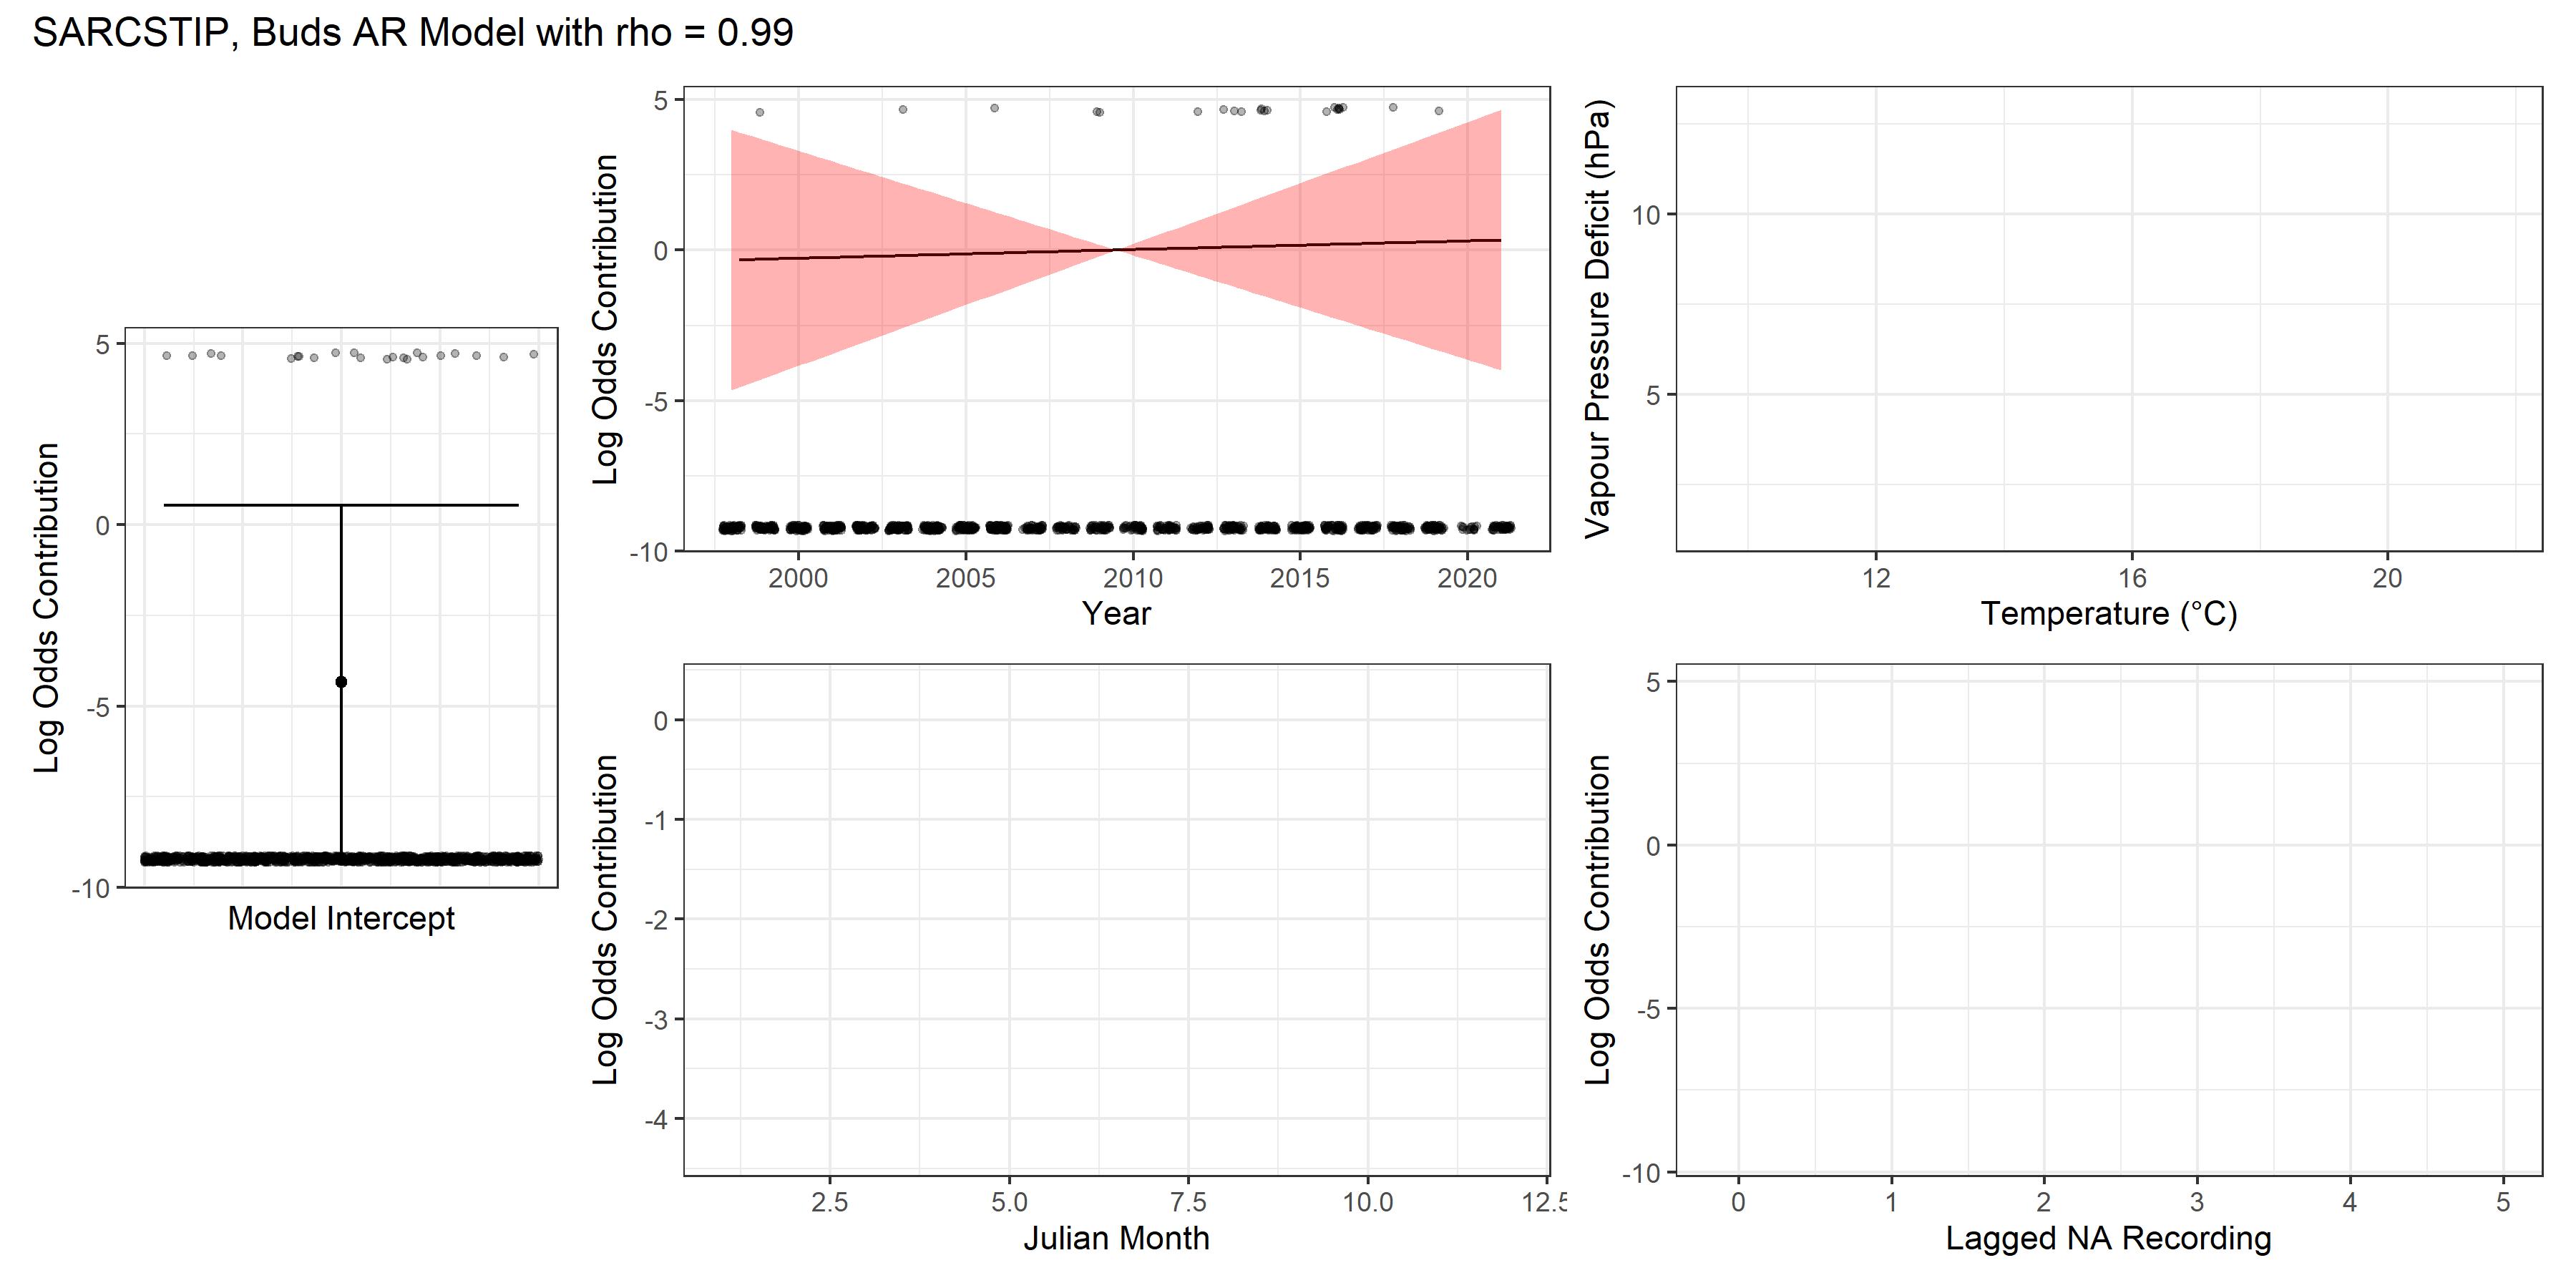 SARCSTIP, Buds AR Model with rho = 0.99
Log Odds Contribution
5
0
-5
-10
Model Intercept
Log Odds Contribution
5
0
-5
-10
2000 2005 2010 2015 2020
Year
Vapour Pressure Deficit (hPa)
10
5
12 16 20
Temperature (°C)
Log Odds Contribution
0
-1
-2
-3
-4
2.5 5.0 7.5 10.0 12.5
Julian Month
Log Odds Contribution
5
0
-5
-10
0 1 2 3 4 5
Lagged NA Recording